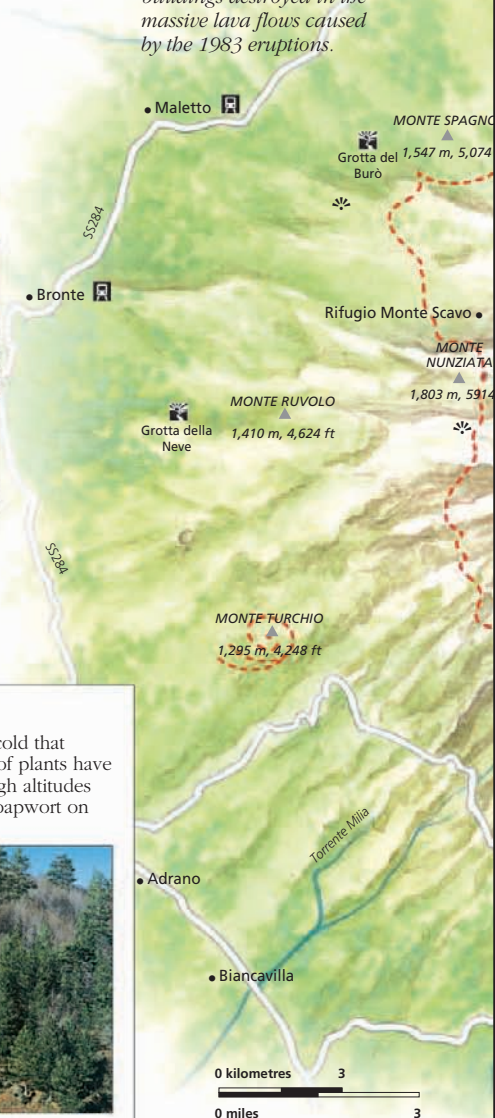 massive lava flows caused
by the 1983 eruptions.
Maletto
MONTE SPAGNO
1,547 m, 5,074
Grotta del
Burò
SS284
Bronte
Rifugio Monte Scavo
MONTE
NUNZIATA
1,803 m, 5914
MONTE RUVOLO
1,410 m, 4,624 ft
Grotta della
Neve
SS284
MONTE TURCHIO
1,295 m, 4,248 ft
cold that
of plants have
gh altitudes
oapwort on
Torrente Milia
Adrano
Biancavilla
0 kilometres 3
0 miles 3